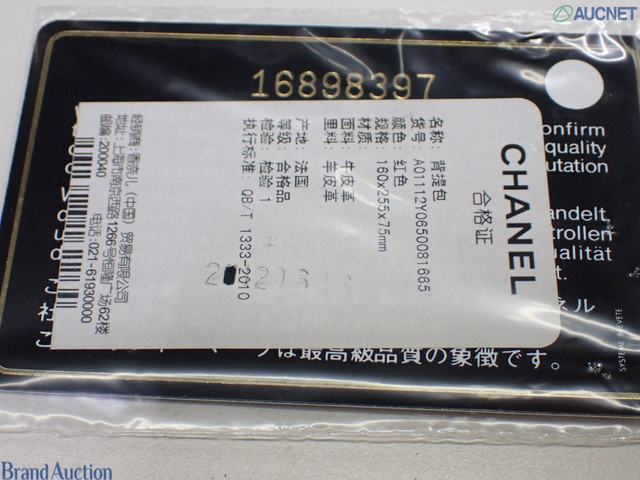 AUCNET
16898397
CHANEL
合格证
名称: 背提包
货号: A01112Y0650081665
颜色: 红色
规格: 160x255x75mm
材质:
面料: 牛皮革
里料: 羊皮革
产地: 法国
等级: 合格品
检验: 检验 1
执行标准: QB/T 1333-2010
经销商: 香奈儿（中国）贸易有限公司
地址: 上海市南京西路1266号恒隆广场62楼
邮编: 200040 电话: 021-61930000
onfirm
quality
utation
andelt,
rollen
ualität
ent.
ネル
は最高級品質の象徴です。
Brand Auction